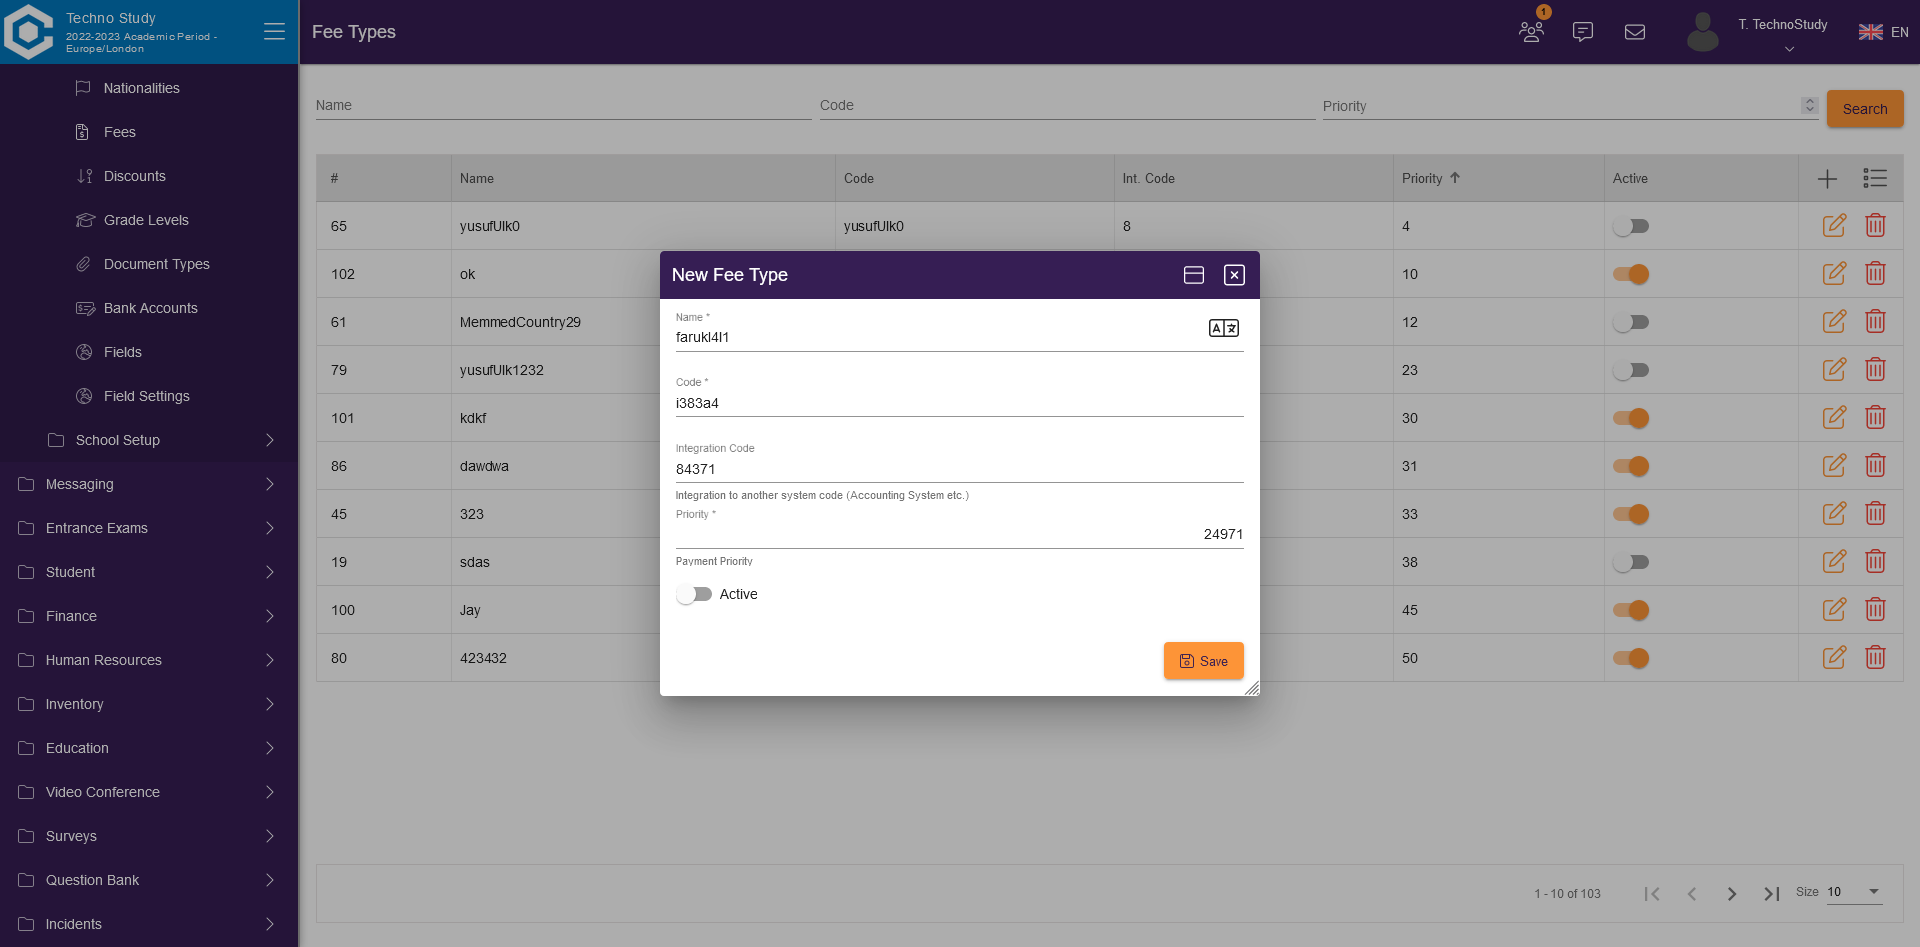 Techno Study
2022-2023 Academic Period -
Europe/London
Fee Types
1
T. TechnoStudy
EN
Nationalities
Fees
Discounts
Grade Levels
Document Types
Bank Accounts
Fields
Field Settings
School Setup
Messaging
Entrance Exams
Student
Finance
Human Resources
Inventory
Education
Video Conference
Surveys
Question Bank
Incidents
Name Code Priority Search
# Name Code Int. Code Priority Active
65 yusufUlk0 yusufUlk0 8 4
102 ok 10
61 MemmedCountry29 12
79 yusufUlk1232 23
101 kdkf 30
86 dawdwa 31
45 323 33
19 sdas 38
100 Jay 45
80 423432 50
New Fee Type
Name *
farukl4l1
Code *
i383a4
Integration Code
84371
Integration to another system code (Accounting System etc.)
Priority *
24971
Payment Priority
Active
Save
1 - 10 of 103 Size 10